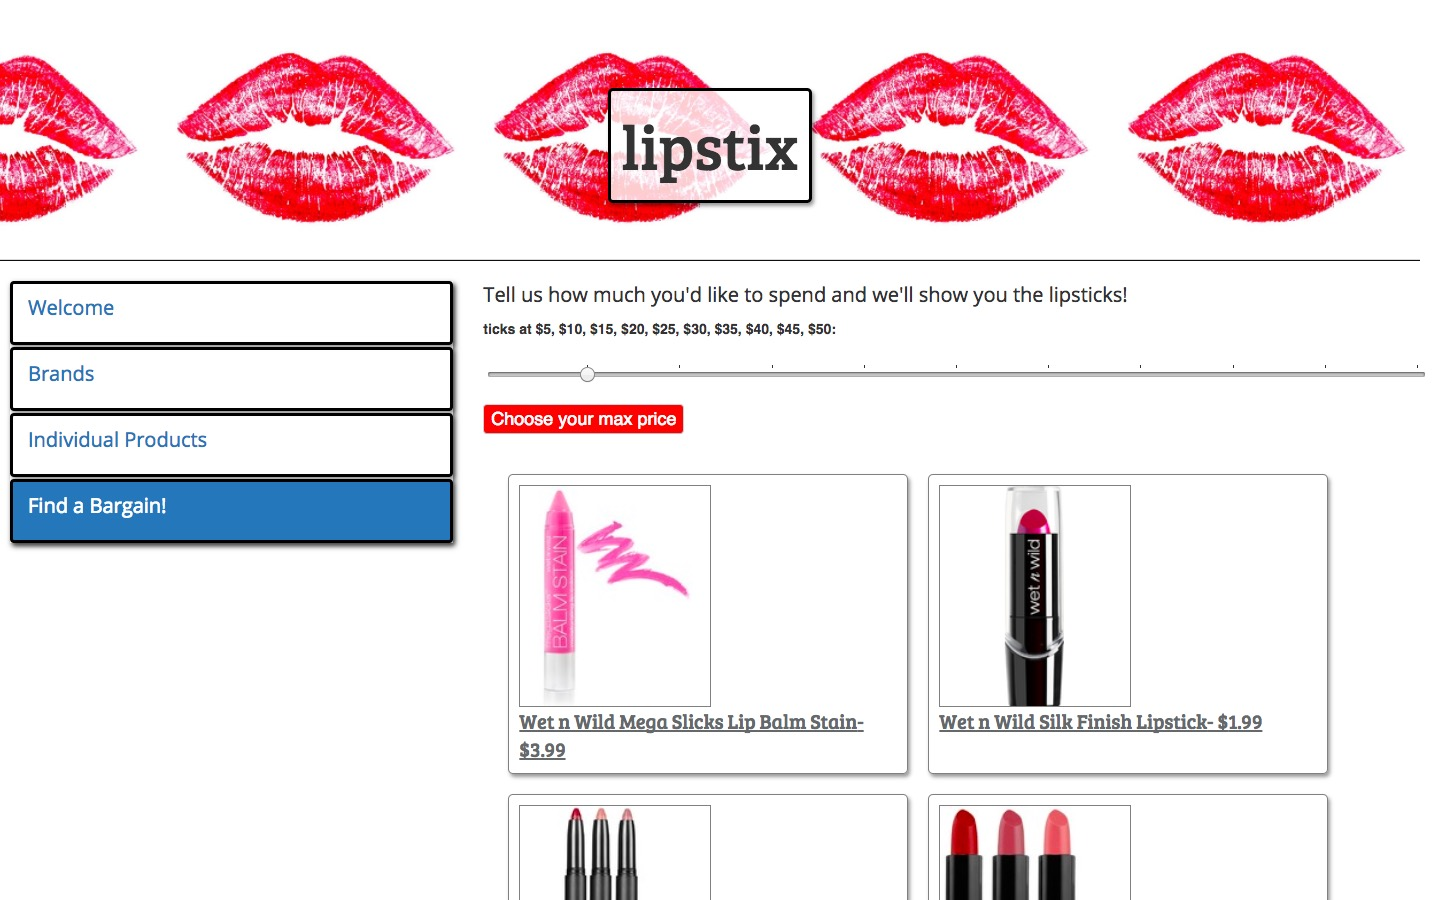 lipstix
Welcome
Brands
Individual Products
Find a Bargain!
Tell us how much you'd like to spend and we'll show you the lipsticks!
ticks at $5, $10, $15, $20, $25, $30, $35, $40, $45, $50:
Choose your max price
BALM STAIN
Wet n Wild Mega Slicks Lip Balm Stain-
$3.99
wet n wild
Wet n Wild Silk Finish Lipstick- $1.99